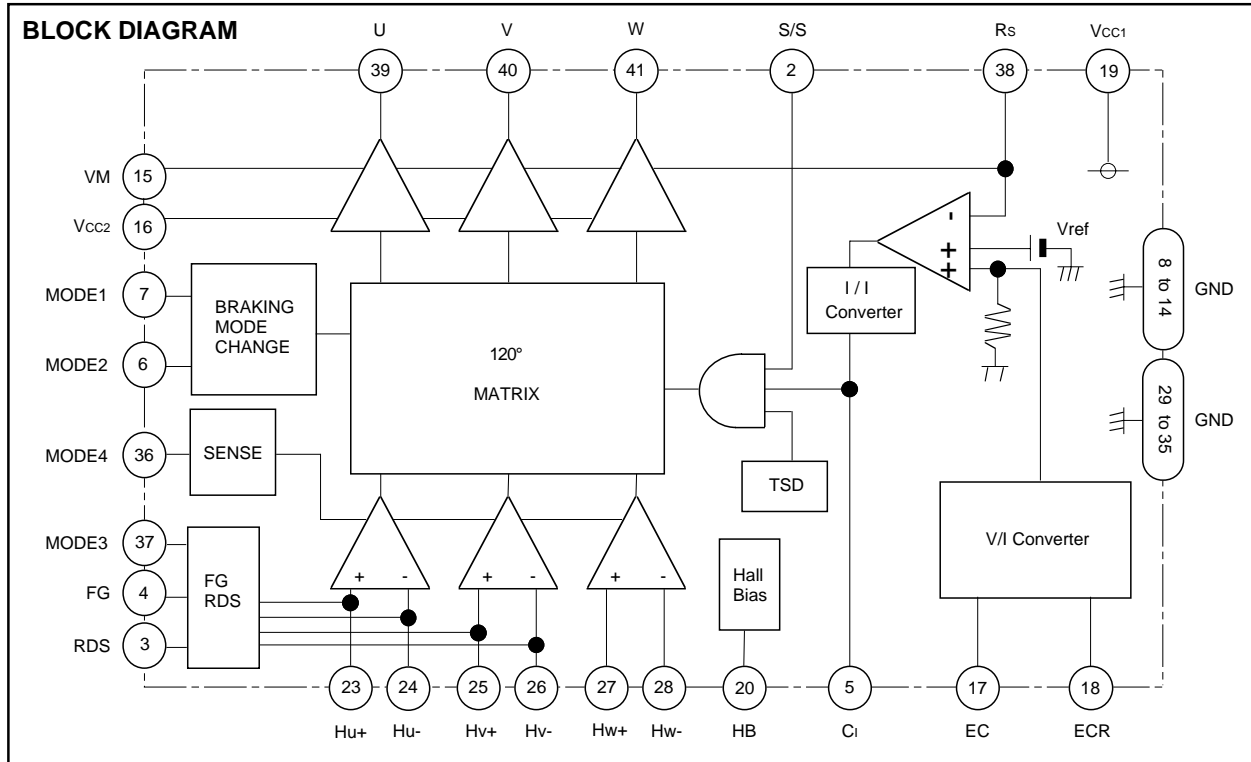 BLOCK DIAGRAM
U
V
W
S/S
RS
VCC1
39
40
41
2
38
19
VM
15
VCC2
16
MODE1
7
MODE2
6
BRAKING
MODE
CHANGE
120°
MATRIX
I / I
Converter
-
+
+
Vref
8 to 14
GND
29 to 35
GND
MODE4
36
SENSE
TSD
MODE3
37
FG
4
RDS
3
FG
RDS
+
-
+
-
+
-
Hall
Bias
V/I Converter
23
24
25
26
27
28
20
5
17
18
Hu+
Hu-
Hv+
Hv-
Hw+
Hw-
HB
CI
EC
ECR